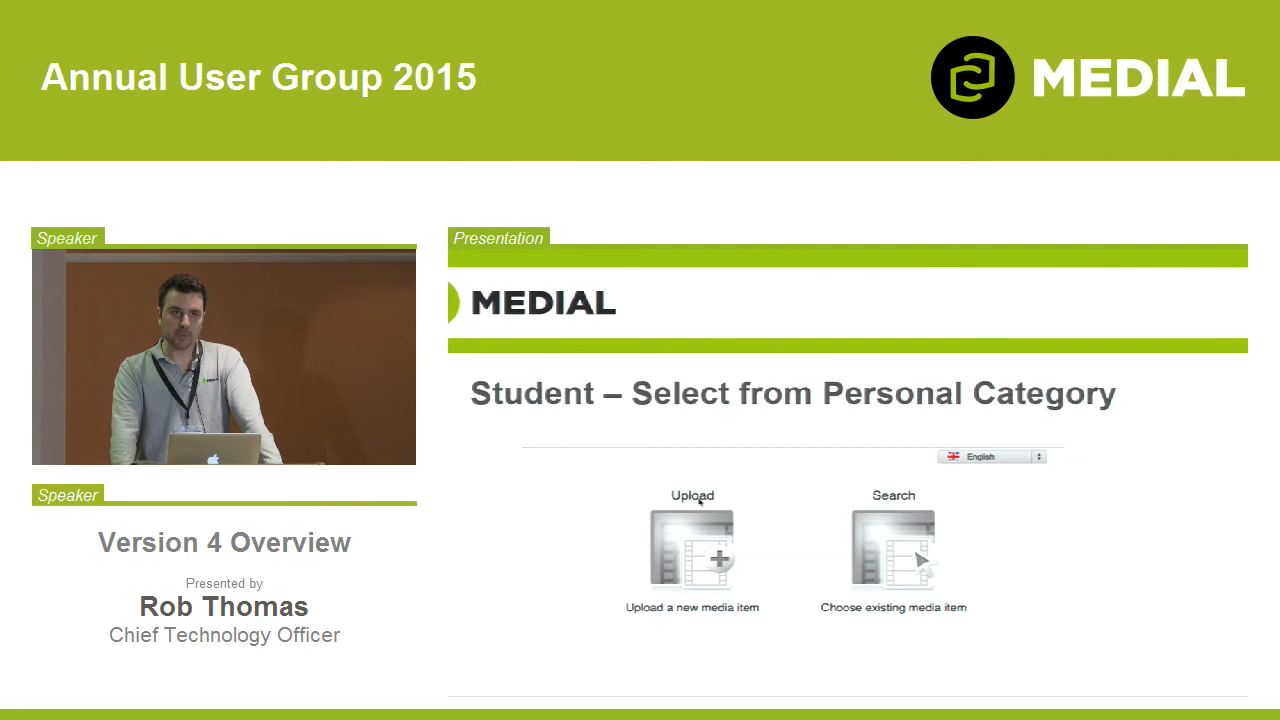 Annual User Group 2015
MEDIAL
Speaker
Presentation
MEDIAL
Student – Select from Personal Category
English
Upload
Search
Upload a new media item
Choose existing media item
Speaker
Version 4 Overview
Presented by
Rob Thomas
Chief Technology Officer